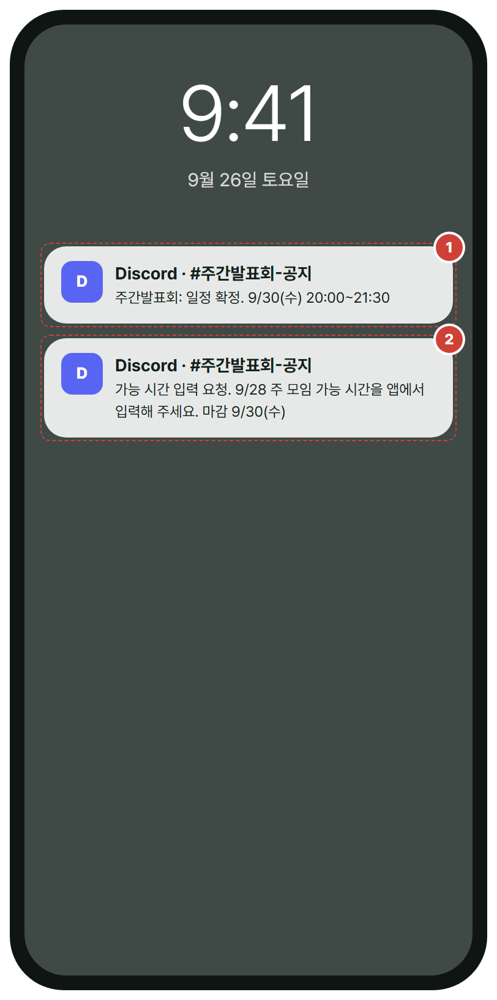 9:41
9월 26일 토요일
1
D
Discord · #주간발표회-공지
주간발표회: 일정 확정. 9/30(수) 20:00~21:30
2
D
Discord · #주간발표회-공지
가능 시간 입력 요청. 9/28 주 모임 가능 시간을 앱에서
입력해 주세요. 마감 9/30(수)